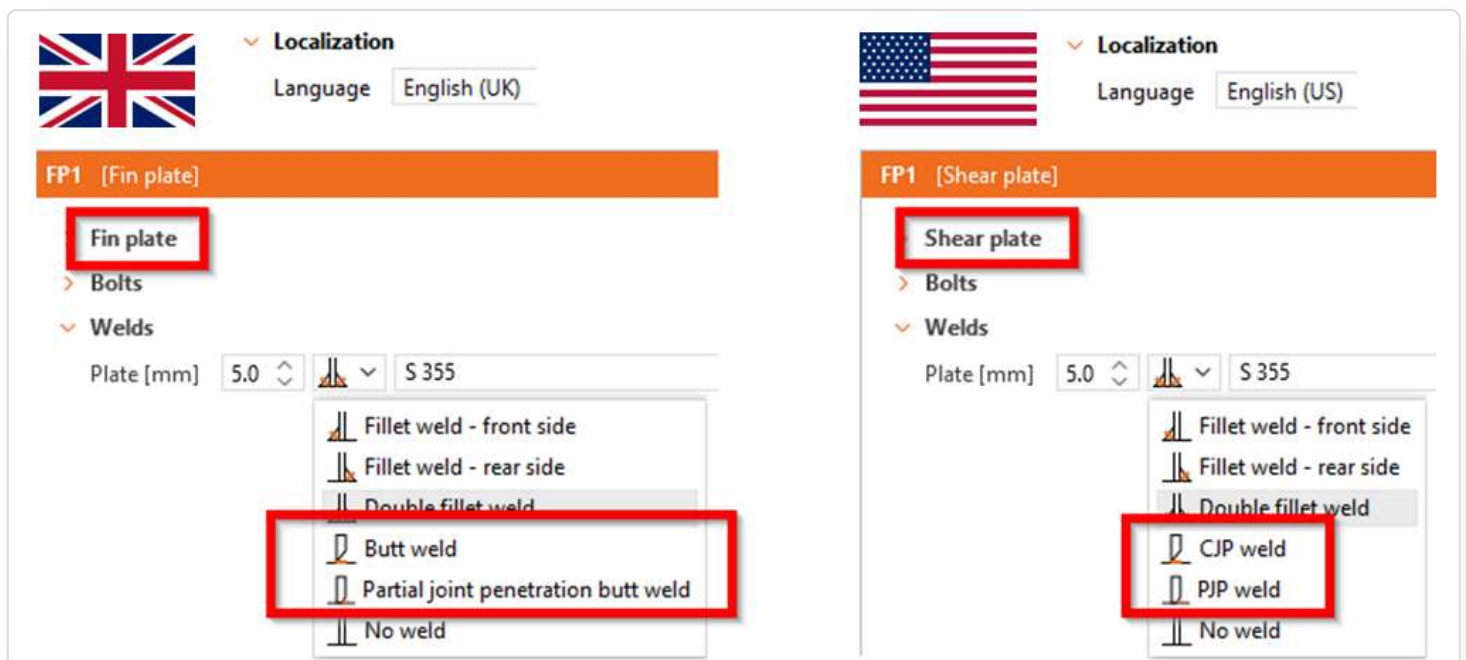 Localization
Language English (UK)
FP1 [Fin plate]
Fin plate
Bolts
Welds
Plate [mm] 5.0 S 355
Fillet weld - front side
Fillet weld - rear side
Double fillet weld
Butt weld
Partial joint penetration butt weld
No weld
Localization
Language English (US)
FP1 [Shear plate]
Shear plate
Bolts
Welds
Plate [mm] 5.0 S 355
Fillet weld - front side
Fillet weld - rear side
Double fillet weld
CJP weld
PJP weld
No weld